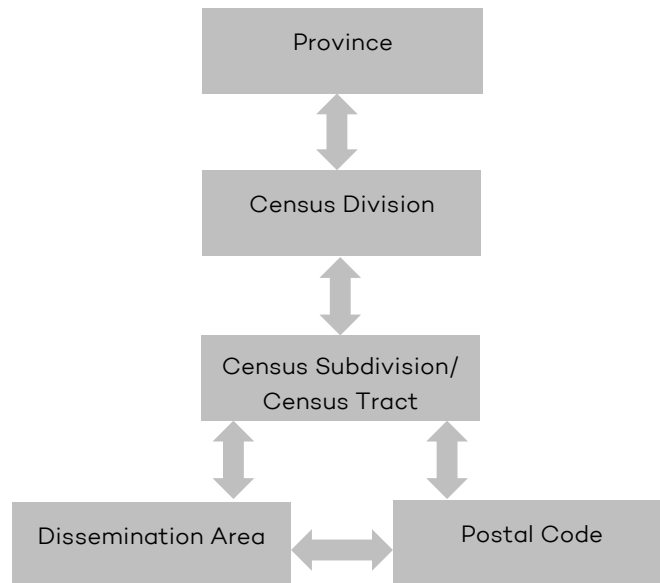 Province
Census Division
Census Subdivision/
Census Tract
Dissemination Area
Postal Code